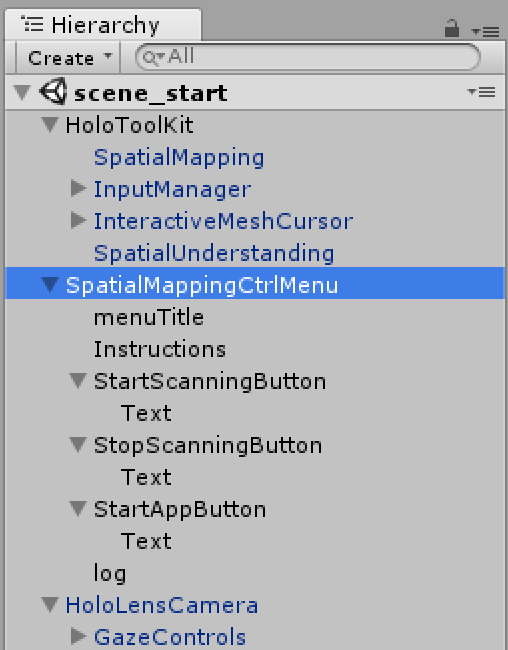 Hierarchy
Create All
scene_start
HoloToolKit
SpatialMapping
InputManager
InteractiveMeshCursor
SpatialUnderstanding
SpatialMappingCtrlMenu
menuTitle
Instructions
StartScanningButton
Text
StopScanningButton
Text
StartAppButton
Text
log
HoloLensCamera
GazeControls